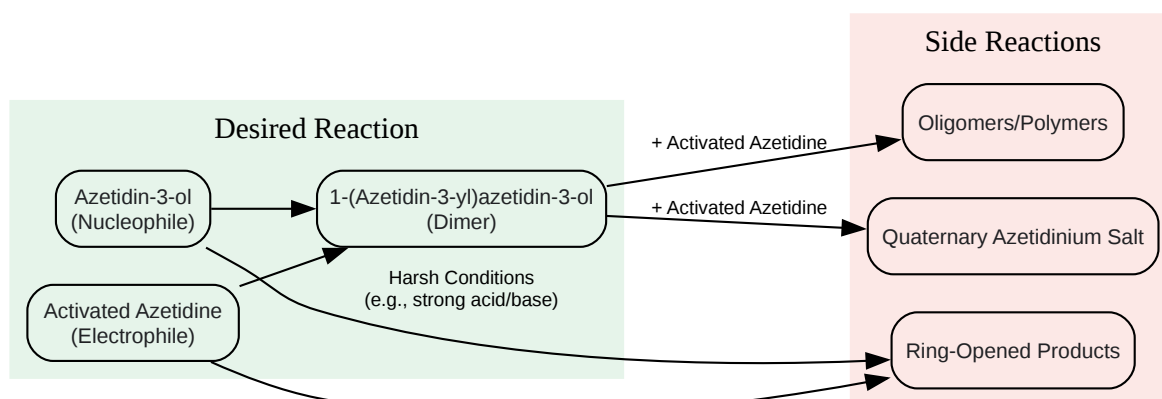 Side Reactions
Oligomers/Polymers
Desired Reaction
+ Activated Azetidine
Azetidin-3-ol
(Nucleophile)
1-(Azetidin-3-yl)azetidin-3-ol
(Dimer)
+ Activated Azetidine
Quaternary Azetidinium Salt
Harsh Conditions
(e.g., strong acid/base)
Activated Azetidine
(Electrophile)
Ring-Opened Products